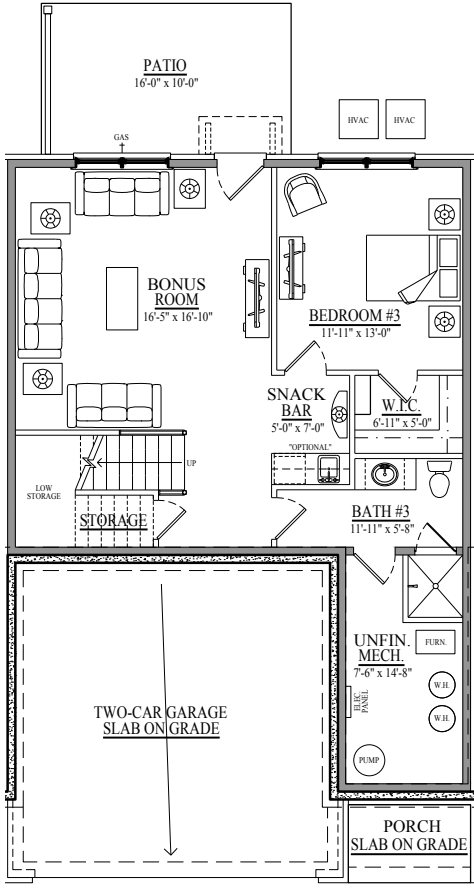 PATIO
16'-0" x 10'-0"
HVAC
HVAC
GAS
BONUS
ROOM
16'-5" x 16'-10"
BEDROOM #3
11'-11" x 13'-0"
SNACK
BAR
5'-0" x 7'-0"
"OPTIONAL"
W.I.C.
6'-11" x 5'-0"
UP
LOW
STORAGE
STORAGE
BATH #3
11'-11" x 5'-8"
UNFIN.
MECH.
7'-6" x 14'-8"
FURN.
W.H.
W.H.
ELEC.
PANEL
PUMP
TWO-CAR GARAGE
SLAB ON GRADE
PORCH
SLAB ON GRADE